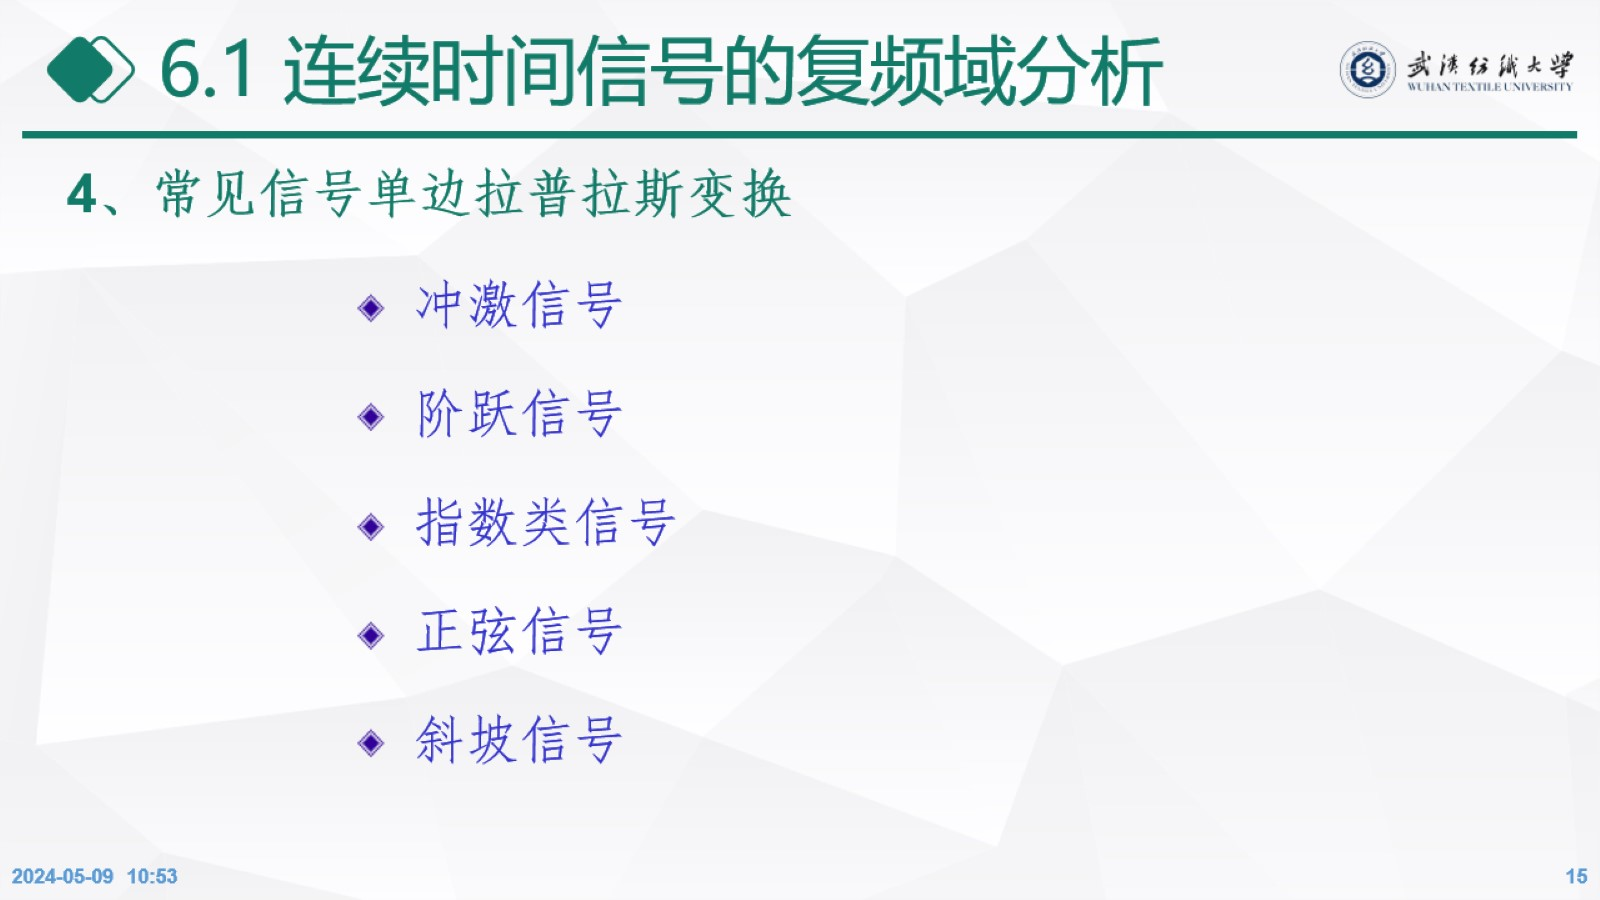 6.1 连续时间信号的复频域分析
武汉纺织大学
WUHAN TEXTILE UNIVERSITY
4、常见信号单边拉普拉斯变换
冲激信号
阶跃信号
指数类信号
正弦信号
斜坡信号
2024-05-09 10:53
15